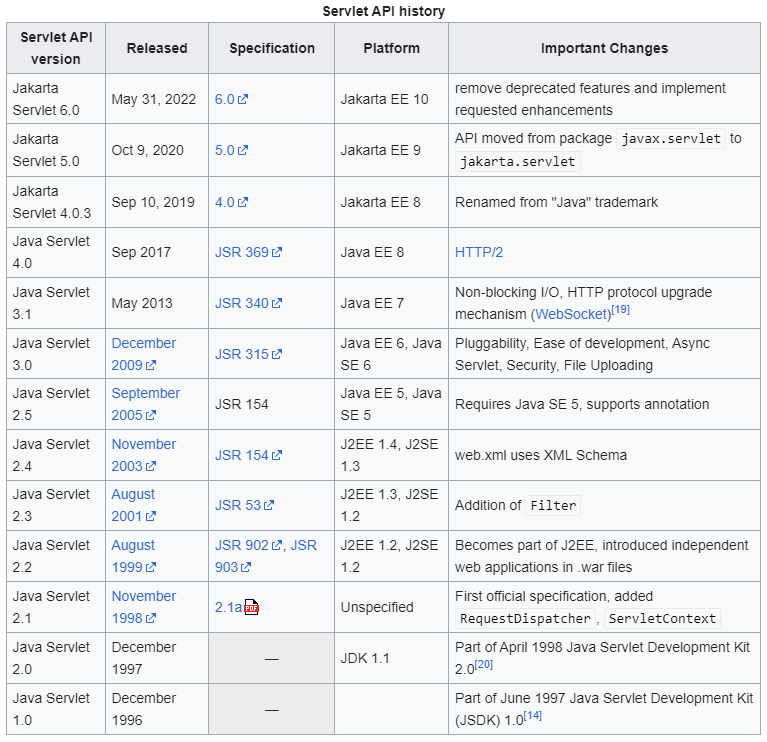 Servlet API history
Servlet API version | Released | Specification | Platform | Important Changes
Jakarta Servlet 6.0 | May 31, 2022 | 6.0 | Jakarta EE 10 | remove deprecated features and implement requested enhancements
Jakarta Servlet 5.0 | Oct 9, 2020 | 5.0 | Jakarta EE 9 | API moved from package javax.servlet to jakarta.servlet
Jakarta Servlet 4.0.3 | Sep 10, 2019 | 4.0 | Jakarta EE 8 | Renamed from "Java" trademark
Java Servlet 4.0 | Sep 2017 | JSR 369 | Java EE 8 | HTTP/2
Java Servlet 3.1 | May 2013 | JSR 340 | Java EE 7 | Non-blocking I/O, HTTP protocol upgrade mechanism (WebSocket)[19]
Java Servlet 3.0 | December 2009 | JSR 315 | Java EE 6, Java SE 6 | Pluggability, Ease of development, Async Servlet, Security, File Uploading
Java Servlet 2.5 | September 2005 | JSR 154 | Java EE 5, Java SE 5 | Requires Java SE 5, supports annotation
Java Servlet 2.4 | November 2003 | JSR 154 | J2EE 1.4, J2SE 1.3 | web.xml uses XML Schema
Java Servlet 2.3 | August 2001 | JSR 53 | J2EE 1.3, J2SE 1.2 | Addition of Filter
Java Servlet 2.2 | August 1999 | JSR 902, JSR 903 | J2EE 1.2, J2SE 1.2 | Becomes part of J2EE, introduced independent web applications in .war files
Java Servlet 2.1 | November 1998 | 2.1a | Unspecified | First official specification, added RequestDispatcher, ServletContext
Java Servlet 2.0 | December 1997 | — | JDK 1.1 | Part of April 1998 Java Servlet Development Kit 2.0[20]
Java Servlet 1.0 | December 1996 | — | | Part of June 1997 Java Servlet Development Kit (JSDK) 1.0[14]